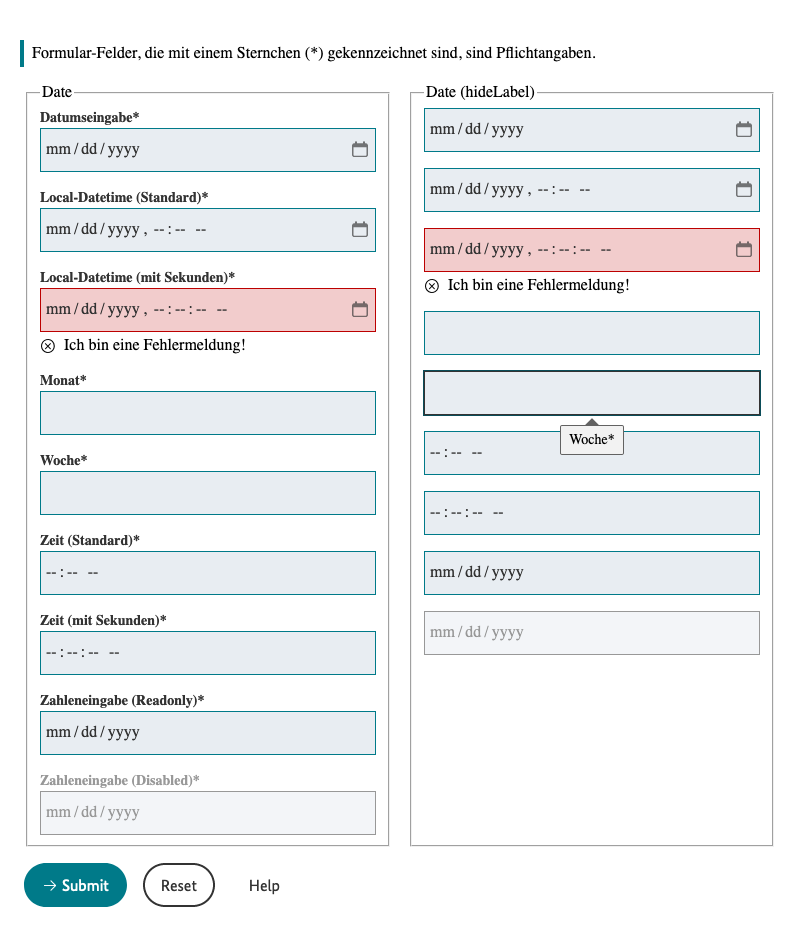 Formular-Felder, die mit einem Sternchen (*) gekennzeichnet sind, sind Pflichtangaben.
Date
Datumseingabe*
mm/dd/yyyy
Local-Datetime (Standard)*
mm/dd/yyyy, --:-- --
Local-Datetime (mit Sekunden)*
mm/dd/yyyy, --:--:-- --
Ich bin eine Fehlermeldung!
Monat*
Woche*
Zeit (Standard)*
--:-- --
Zeit (mit Sekunden)*
--:--:-- --
Zahleneingabe (Readonly)*
mm/dd/yyyy
Zahleneingabe (Disabled)*
mm/dd/yyyy
Date (hideLabel)
mm/dd/yyyy
mm/dd/yyyy, --:-- --
mm/dd/yyyy, --:--:-- --
Ich bin eine Fehlermeldung!
Woche*
--:-- --
--:--:-- --
mm/dd/yyyy
mm/dd/yyyy
→ Submit
Reset
Help